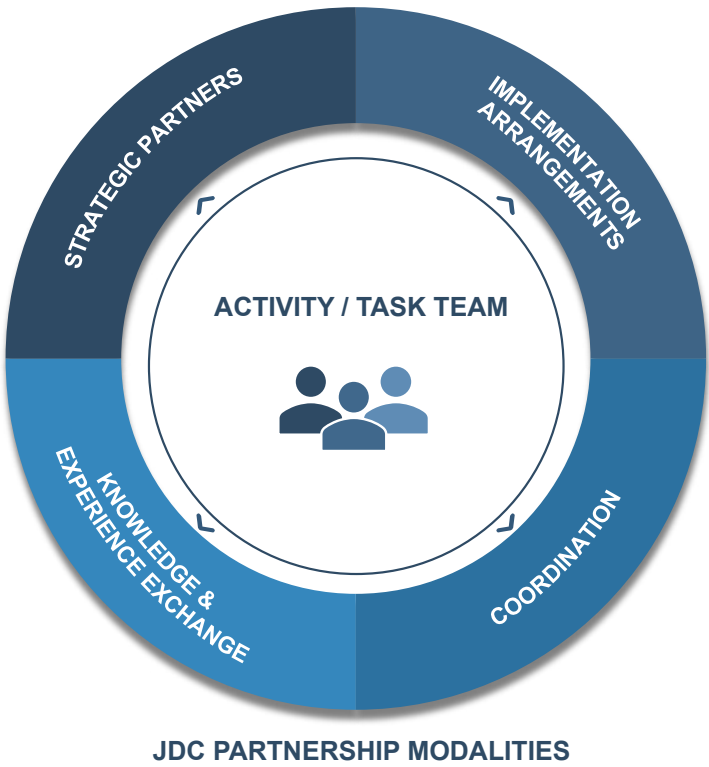 STRATEGIC PARTNERS
IMPLEMENTATION
ARRANGEMENTS
ACTIVITY / TASK TEAM
KNOWLEDGE &
EXPERIENCE EXCHANGE
COORDINATION
JDC PARTNERSHIP MODALITIES